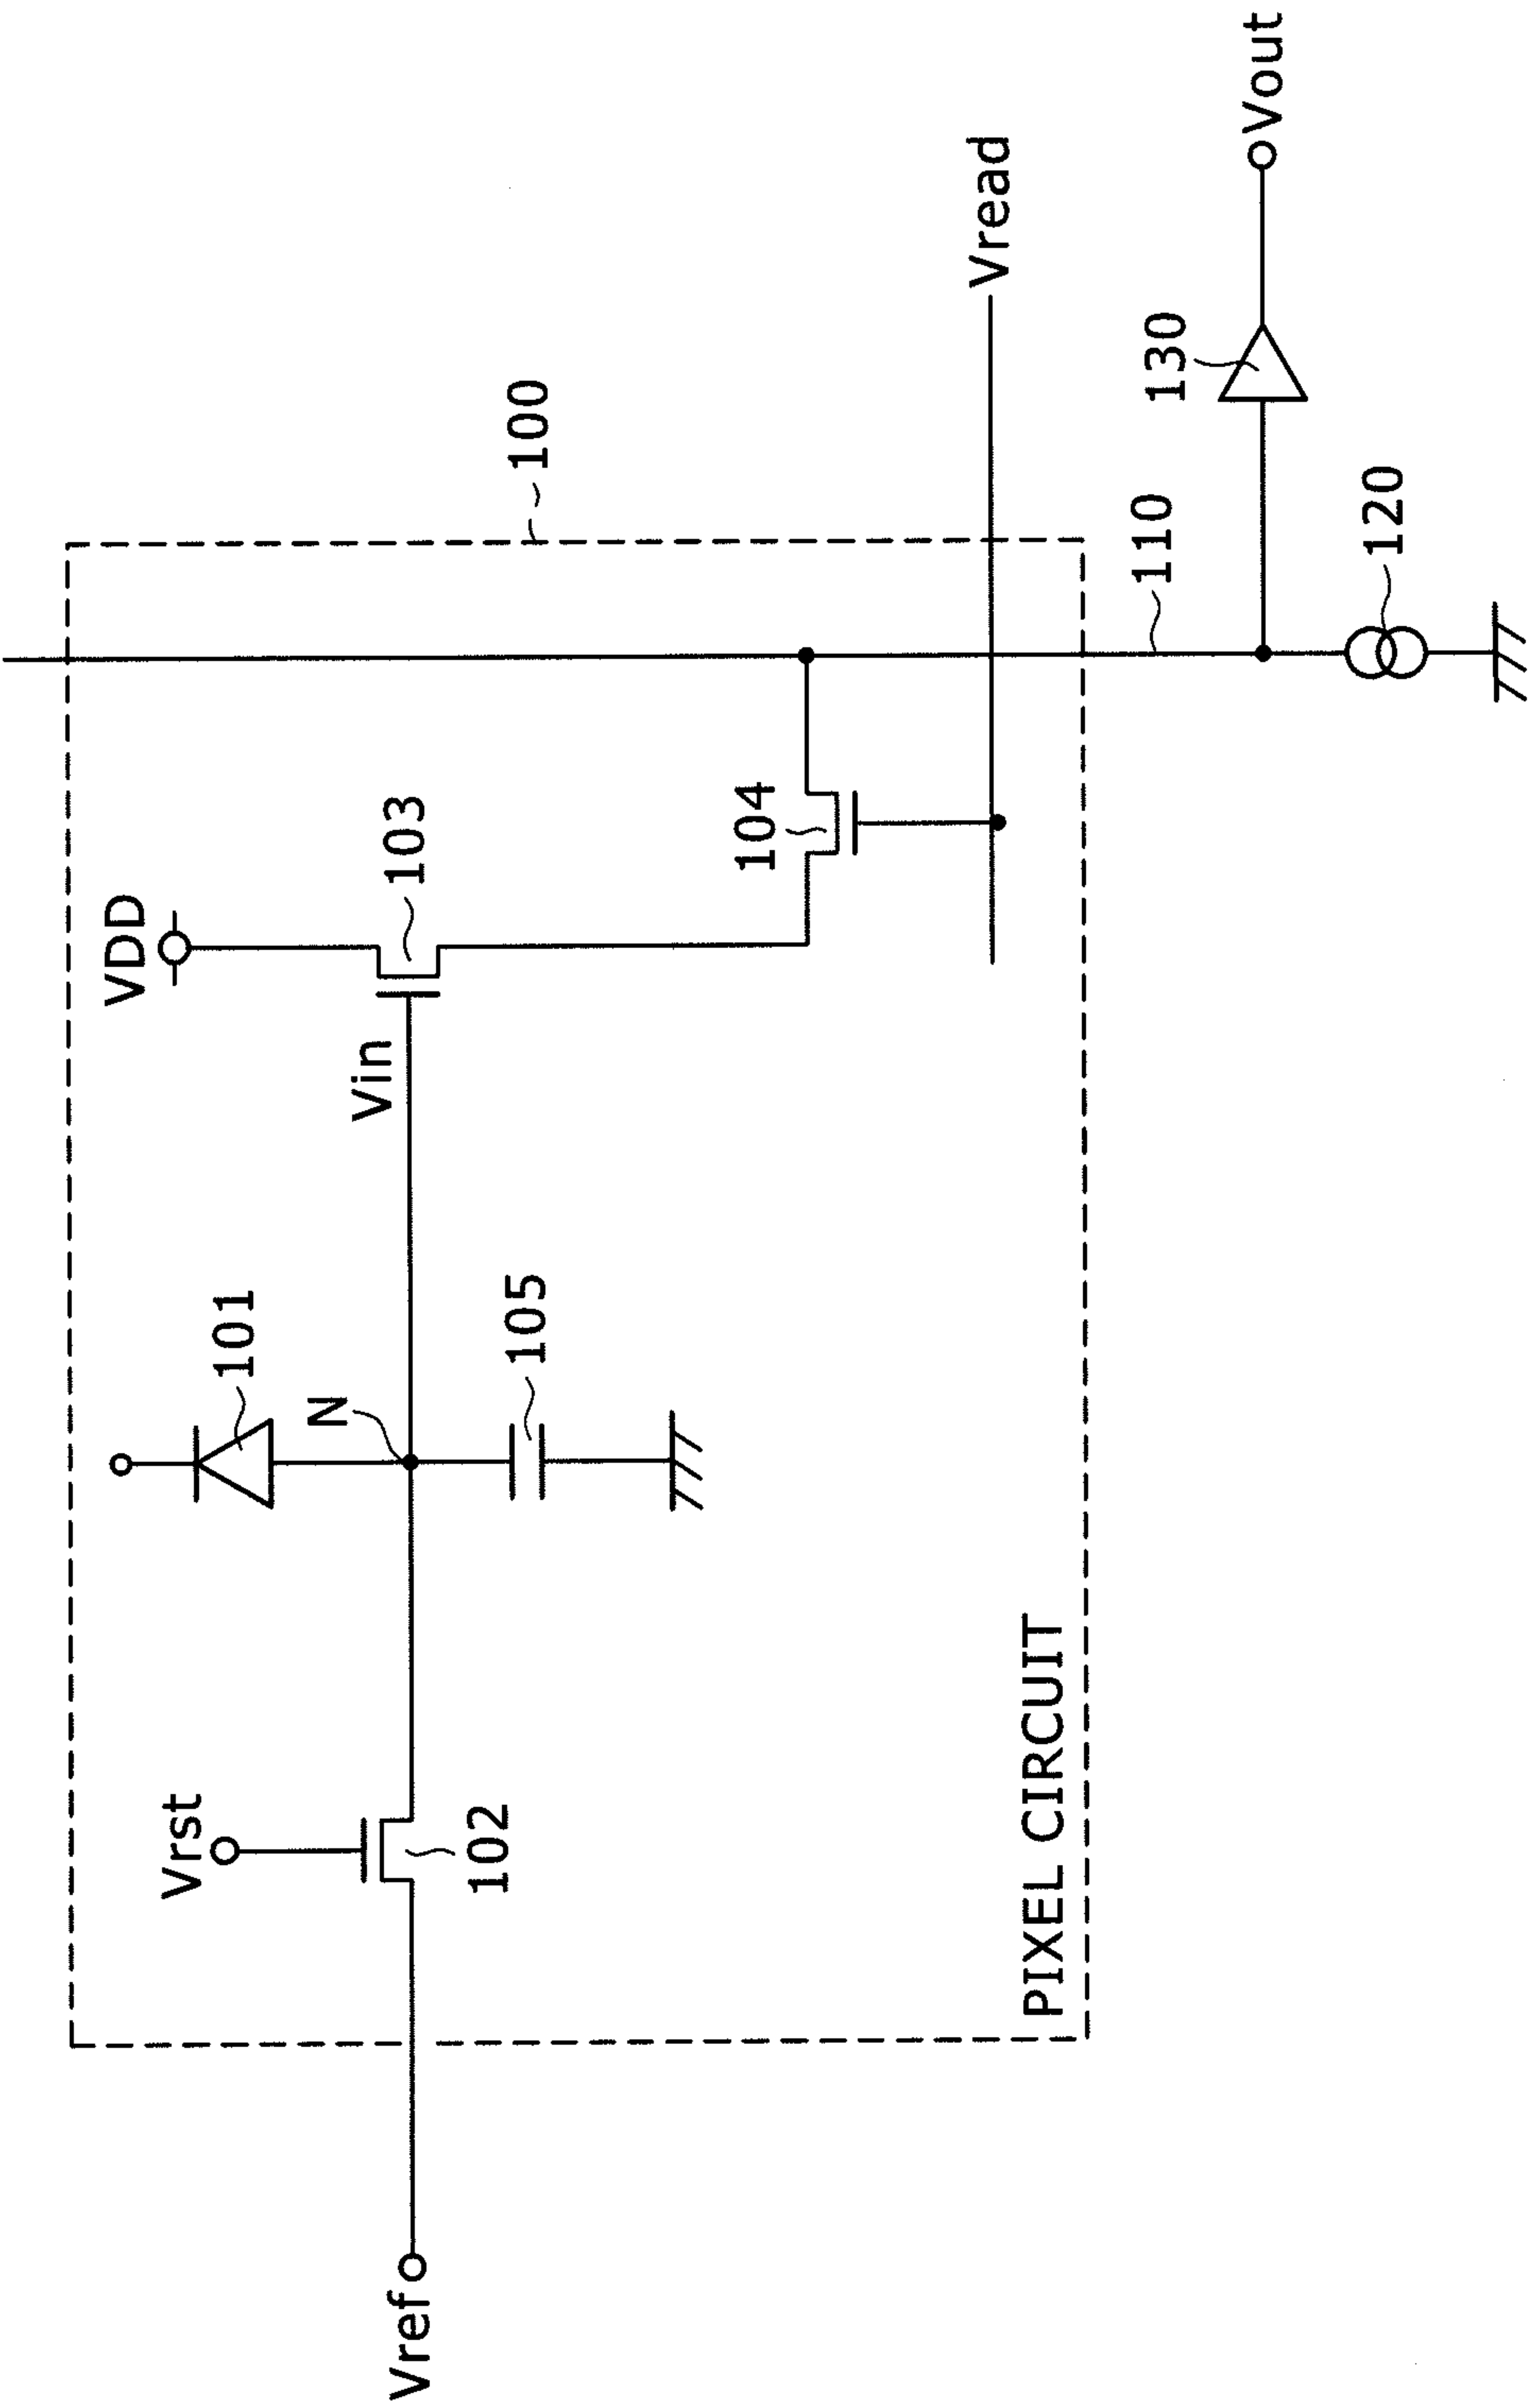 100
VDD
103
Vrst
101
Vin
N
102
105
104
Vref
Vread
PIXEL CIRCUIT
110
130
Vout
120